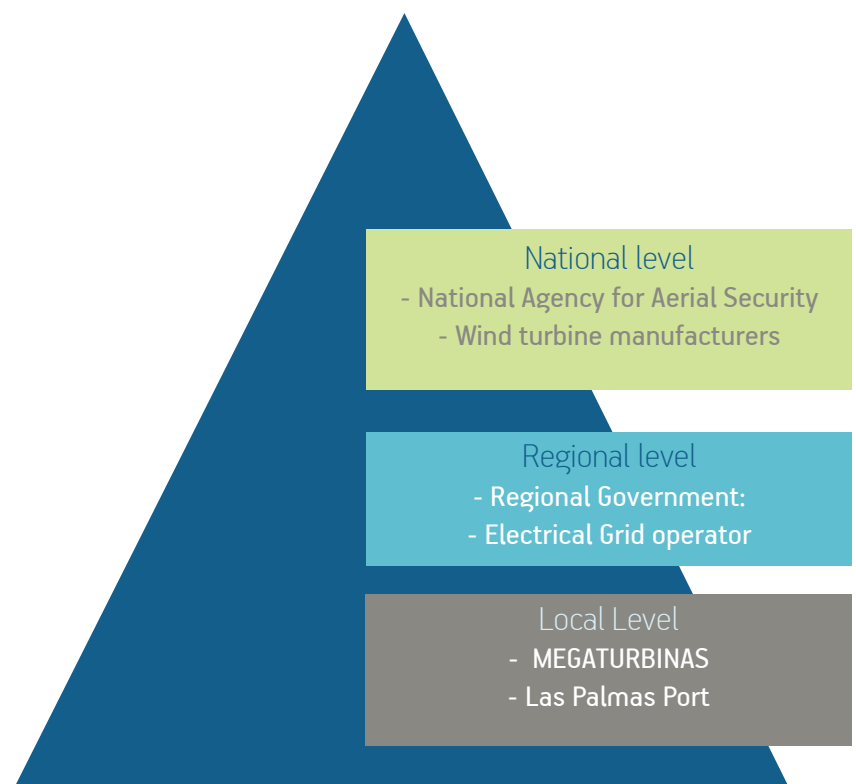 National level
- National Agency for Aerial Security
- Wind turbine manufacturers
Regional level
- Regional Government:
- Electrical Grid operator
Local Level
- MEGATURBINAS
- Las Palmas Port